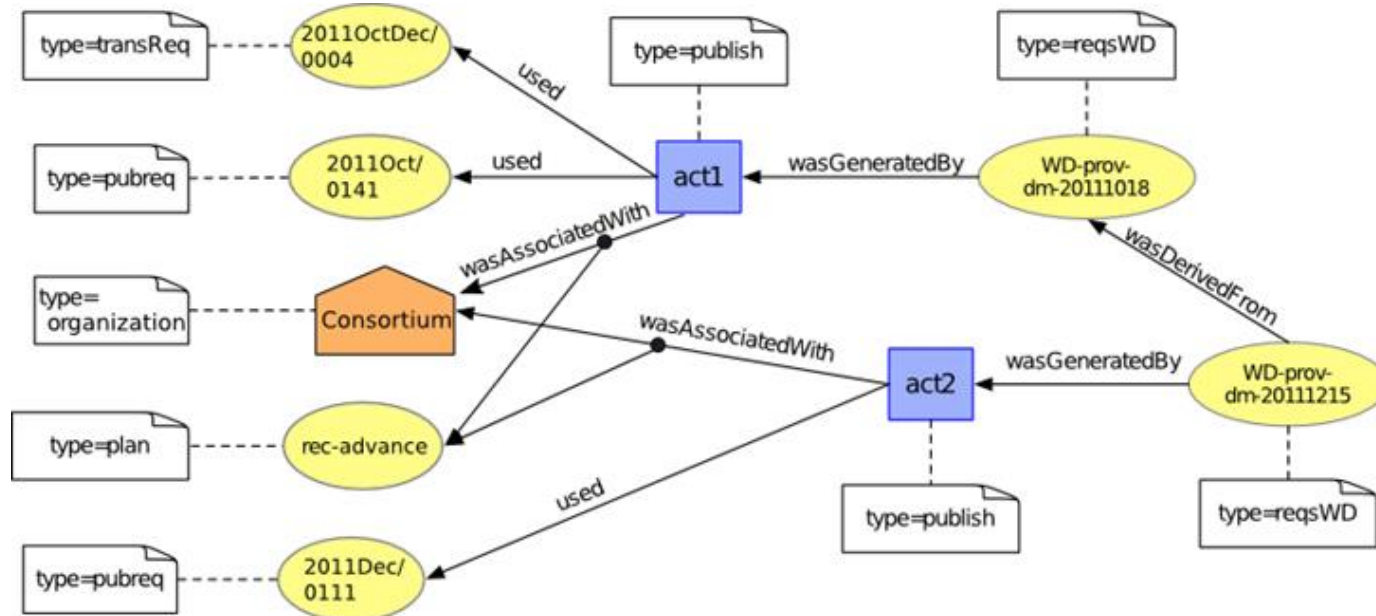 type=transReq
2011OctDec/
0004
used
type=publish
type=reqsWD
type=pubreq
2011Oct/
0141
used
act1
wasGeneratedBy
WD-prov-
dm-20111018
wasAssociatedWith
wasDerivedFrom
type=
organization
Consortium
wasAssociatedWith
act2
wasGeneratedBy
WD-prov-
dm-20111215
type=plan
rec-advance
used
type=publish
type=reqsWD
type=pubreq
2011Dec/
0111